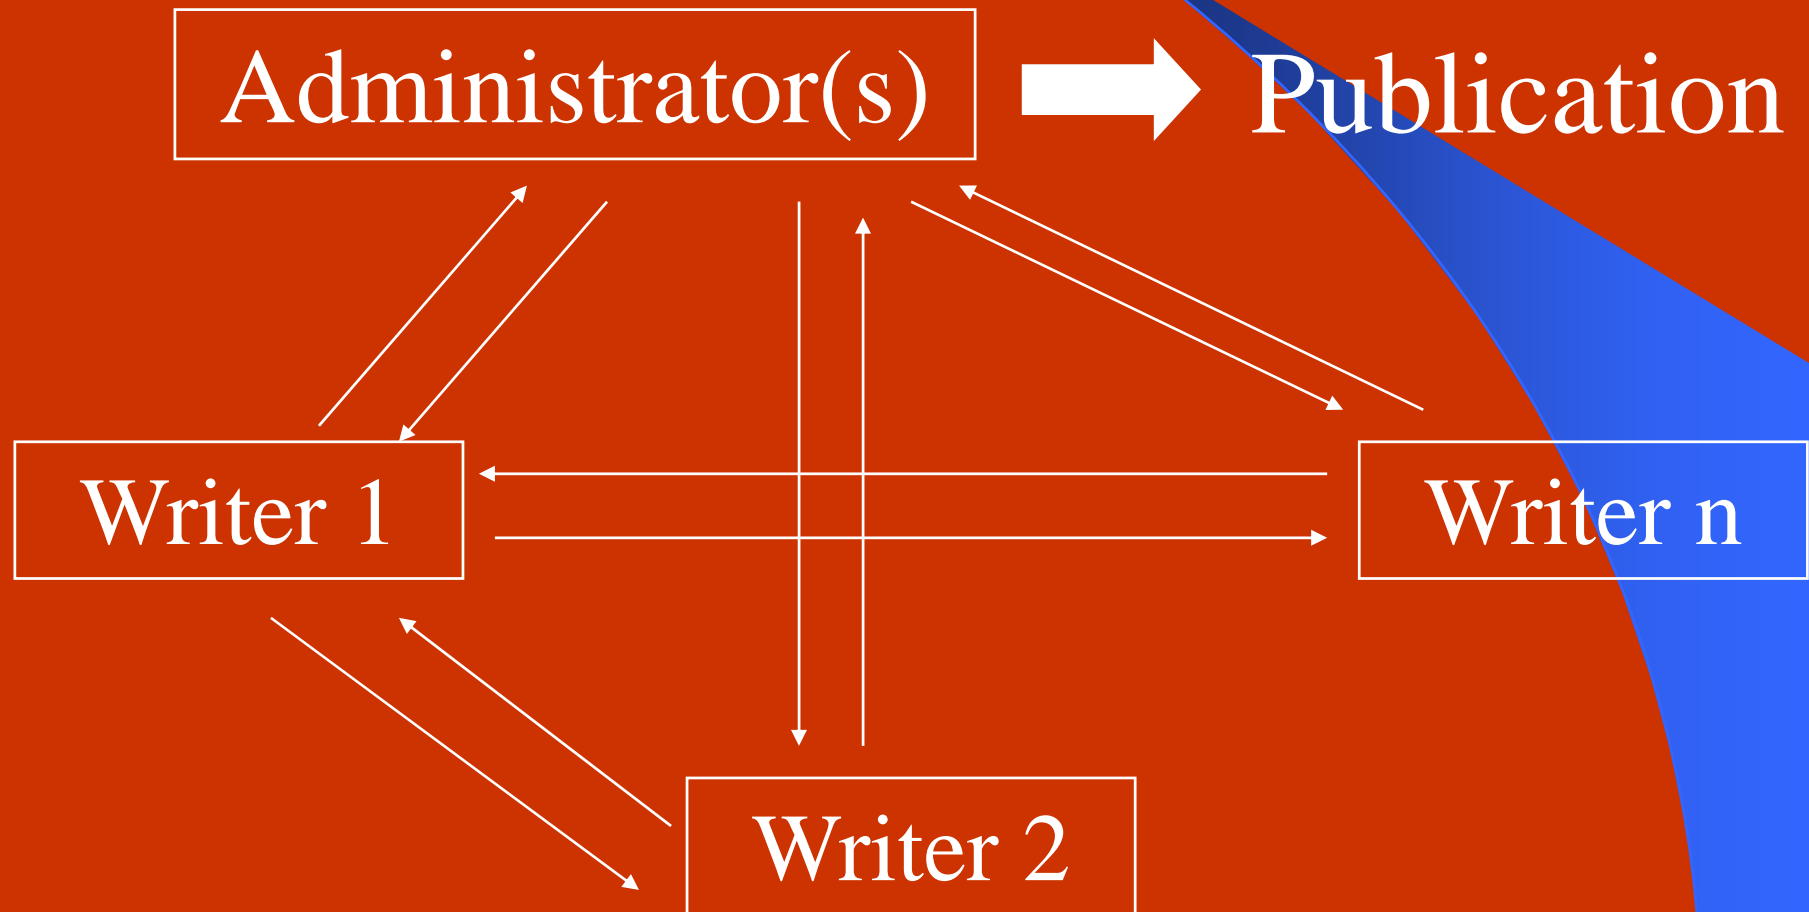 Administrator(s)
Publication
Writer 1
Writer n
Writer 2